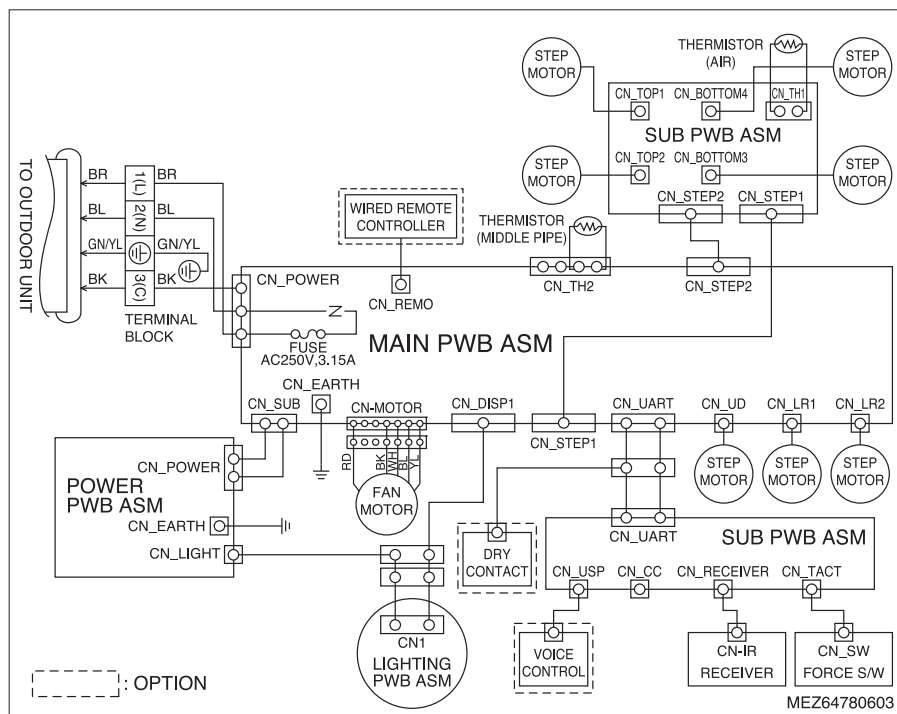 STEP
MOTOR
THERMISTOR
(AIR)
STEP
MOTOR
CN_TOP1
CN_BOTTOM4
CN_TH1
SUB PWB ASM
STEP
MOTOR
CN_TOP2
CN_BOTTOM3
STEP
MOTOR
CN_STEP2
CN_STEP1
TO OUTDOOR UNIT
BR
1(L)
BR
BL
2(N)
BL
GN/YL
GN/YL
BK
3(C)
BK
TERMINAL
BLOCK
WIRED REMOTE
CONTROLLER
CN_REMO
THERMISTOR
(MIDDLE PIPE)
CN_TH2
CN_STEP2
CN_POWER
N
FUSE
AC250V,3.15A
MAIN PWB ASM
CN_SUB
CN_EARTH
CN-MOTOR
CN_DISP1
CN_STEP1
CN_UART
CN_UD
CN_LR1
CN_LR2
RD
BK
WH
BL
YL
FAN
MOTOR
STEP
MOTOR
STEP
MOTOR
STEP
MOTOR
CN_POWER
POWER
PWB ASM
CN_EARTH
CN_LIGHT
DRY
CONTACT
CN_UART
SUB PWB ASM
CN_USP
CN_CC
CN_RECEIVER
CN_TACT
CN1
LIGHTING
PWB ASM
VOICE
CONTROL
CN-IR
RECEIVER
CN_SW
FORCE S/W
: OPTION
MEZ64780603